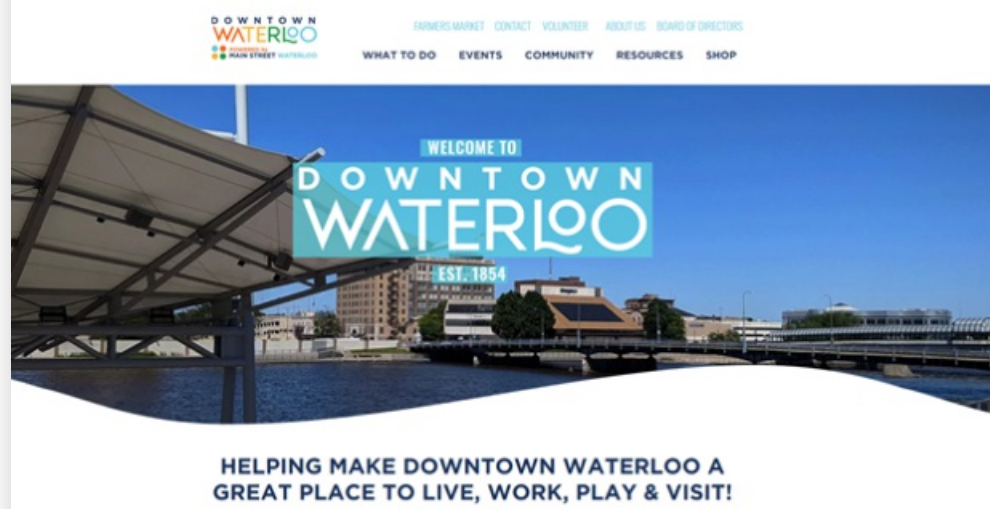 DOWNTOWN
WATERLOO
POWERED BY
MAIN STREET WATERLOO
FARMERS MARKET CONTACT VOLUNTEER ABOUT US BOARD OF DIRECTORS
WHAT TO DO EVENTS COMMUNITY RESOURCES SHOP
WELCOME TO
DOWNTOWN
WATERLOO
EST. 1854
HELPING MAKE DOWNTOWN WATERLOO A
GREAT PLACE TO LIVE, WORK, PLAY & VISIT!